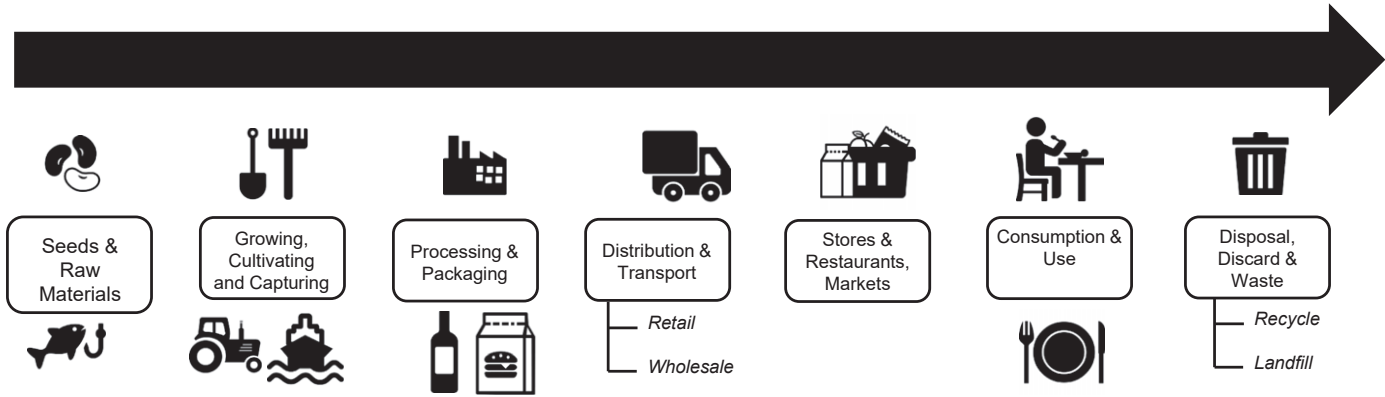 Seeds &
Raw
Materials
Growing,
Cultivating
and Capturing
Processing &
Packaging
Distribution &
Transport
Retail
Wholesale
Stores &
Restaurants,
Markets
Consumption &
Use
Disposal,
Discard &
Waste
Recycle
Landfill